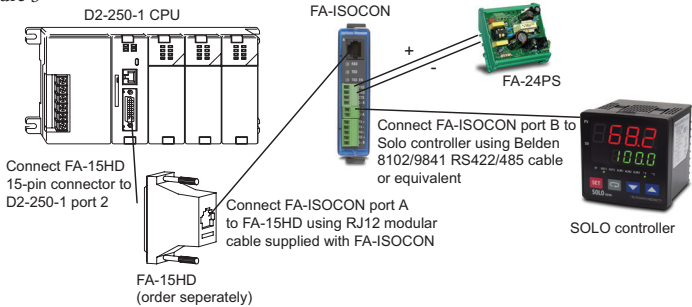 D2-250-1 CPU
FA-ISOCON
+
-
FA-24PS
Connect FA-ISOCON port B to
Solo controller using Belden
8102/9841 RS422/485 cable
or equivalent
68.2
100.0
SET
SOLO
SOLO controller
Connect FA-15HD
15-pin connector to
D2-250-1 port 2
Connect FA-ISOCON port A
to FA-15HD using RJ12 modular
cable supplied with FA-ISOCON
FA-15HD
(order seperately)